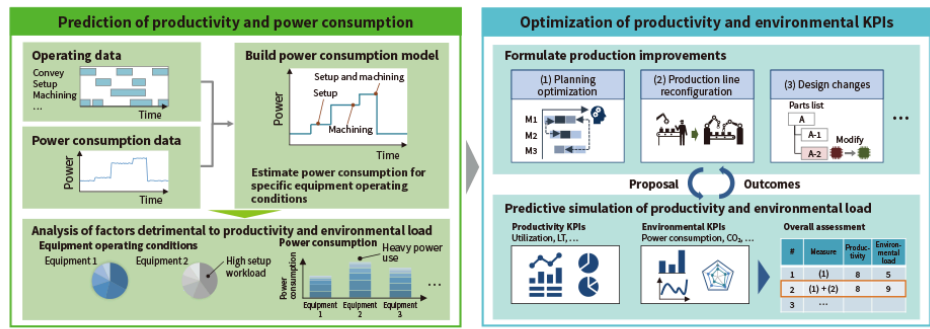 Prediction of productivity and power consumption
Operating data
Convey
Setup
Machining
...
Time
Power consumption data
Power
Time
Build power consumption model
Power
Setup and machining
Setup
Machining
Time
Estimate power consumption for
specific equipment operating
conditions
Analysis of factors detrimental to productivity and environmental load
Equipment operating conditions
Equipment 1
Equipment 2
High setup
workload
Power consumption
Heavy power
use
Power
consumption
Equipment
1
Equipment
2
Equipment
3
...
Optimization of productivity and environmental KPIs
Formulate production improvements
(1) Planning
optimization
M1
M2
M3
(2) Production line
reconfiguration
(3) Design changes
Parts list
A
A-1
A-2
Modify
...
Proposal
Outcomes
Predictive simulation of productivity and environmental load
Productivity KPIs
Utilization, LT, ...
Environmental KPIs
Power consumption, CO₂, ...
Overall assessment
# Measure Produc-
tivity Environ-
mental
load
1 (1) 8 5
2 (1) + (2) 8 9
3 ...